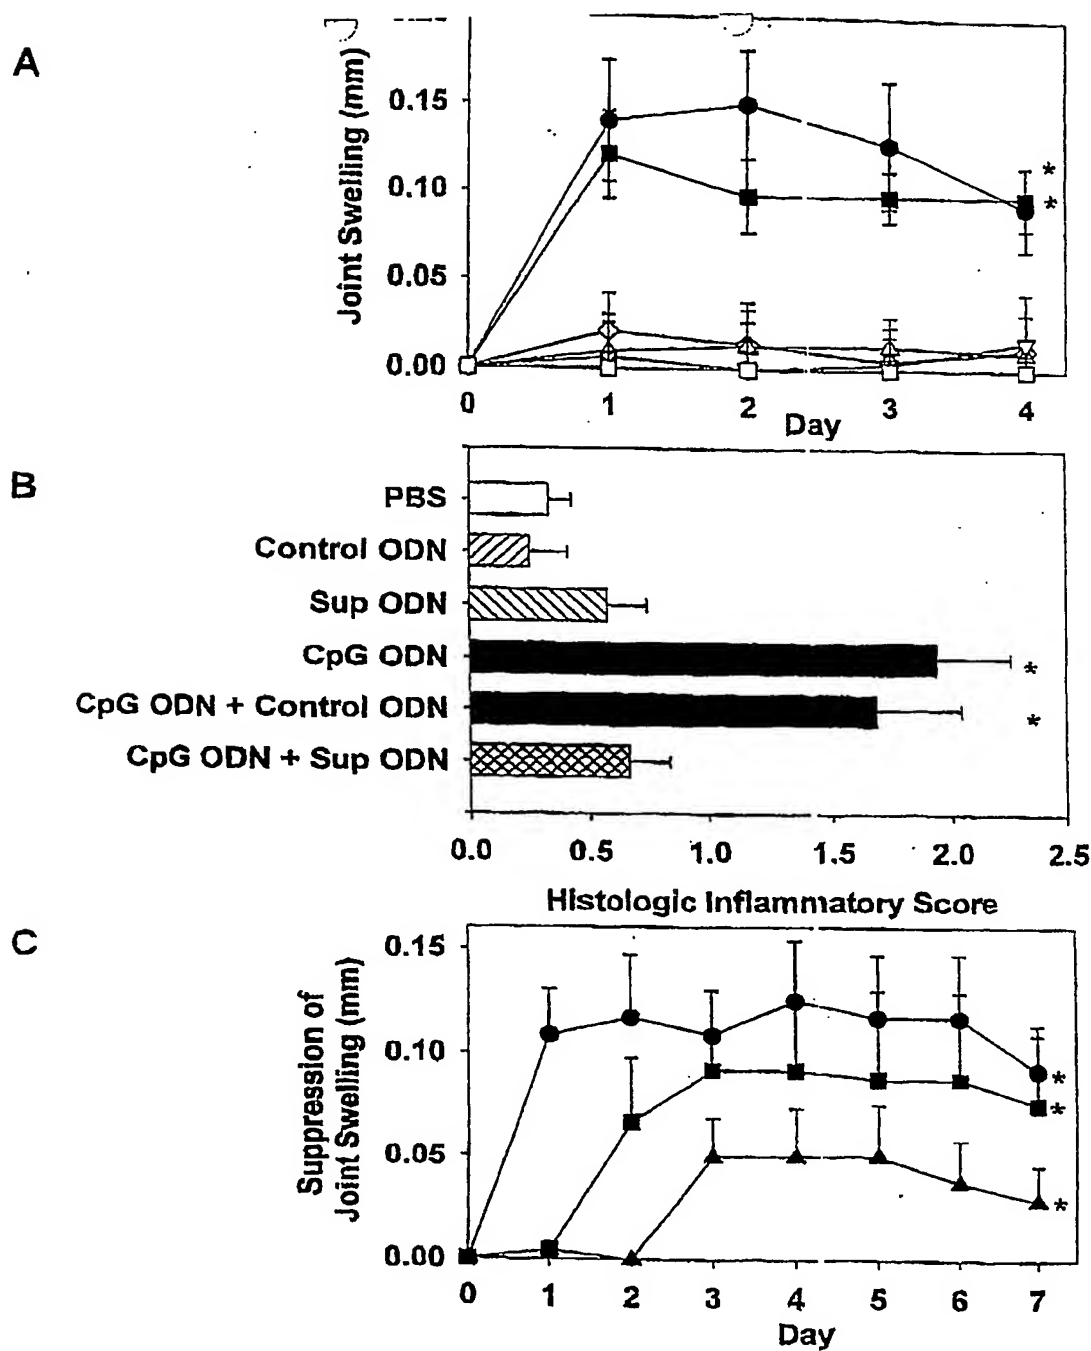 A
Joint Swelling (mm)
0.15
0.10
0.05
0.00
*
*
0 1 2 3 4
Day
B
PBS
Control ODN
Sup ODN
CpG ODN
*
CpG ODN + Control ODN
*
CpG ODN + Sup ODN
0.0 0.5 1.0 1.5 2.0 2.5
Histologic Inflammatory Score
C
Suppression of
Joint Swelling (mm)
0.15
0.10
0.05
0.00
*
*
*
0 1 2 3 4 5 6 7
Day